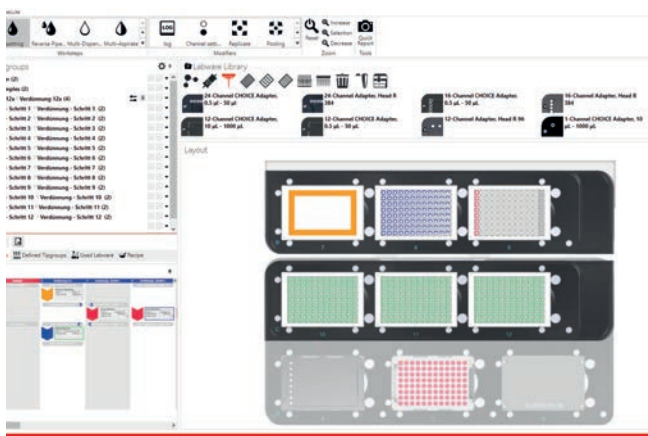 Reverse Pipe... Multi-Dispen... Multi-Aspirate
log Channel setti... Replicate Pooling
Panel
Increase
Selection
Decrease
Quick
Report
Worksteps Modifiers Zoom Tools
Labware Library
24-Channel CHOICE Adapter,
0.5 µl - 50 µl
24-Channel Adapter, Head R
384
16-Channel CHOICE Adapter,
0.5 µL - 50 µl
16-Channel Adapter, Head R
384
12-Channel CHOICE Adapter,
10 µL - 1000 µL
12-Channel CHOICE Adapter,
0.5 µL - 50 µL
12-Channel Adapter, Head R 96
1-Channel CHOICE Adapter, 10
µL - 1000 µL
12x - Verdünnung 12x (4)
- Schritt 1 Verdünnung - Schritt 1 (2)
- Schritt 2 Verdünnung - Schritt 2 (2)
- Schritt 3 Verdünnung - Schritt 3 (2)
- Schritt 4 Verdünnung - Schritt 4 (2)
- Schritt 5 Verdünnung - Schritt 5 (2)
- Schritt 6 Verdünnung - Schritt 6 (2)
- Schritt 7 Verdünnung - Schritt 7 (2)
- Schritt 8 Verdünnung - Schritt 8 (2)
- Schritt 9 Verdünnung - Schritt 9 (2)
- Schritt 10 Verdünnung - Schritt 10 (2)
- Schritt 11 Verdünnung - Schritt 11 (2)
- Schritt 12 Verdünnung - Schritt 12 (2)
Defined Tipgroups Used Labware Recipe
Layout